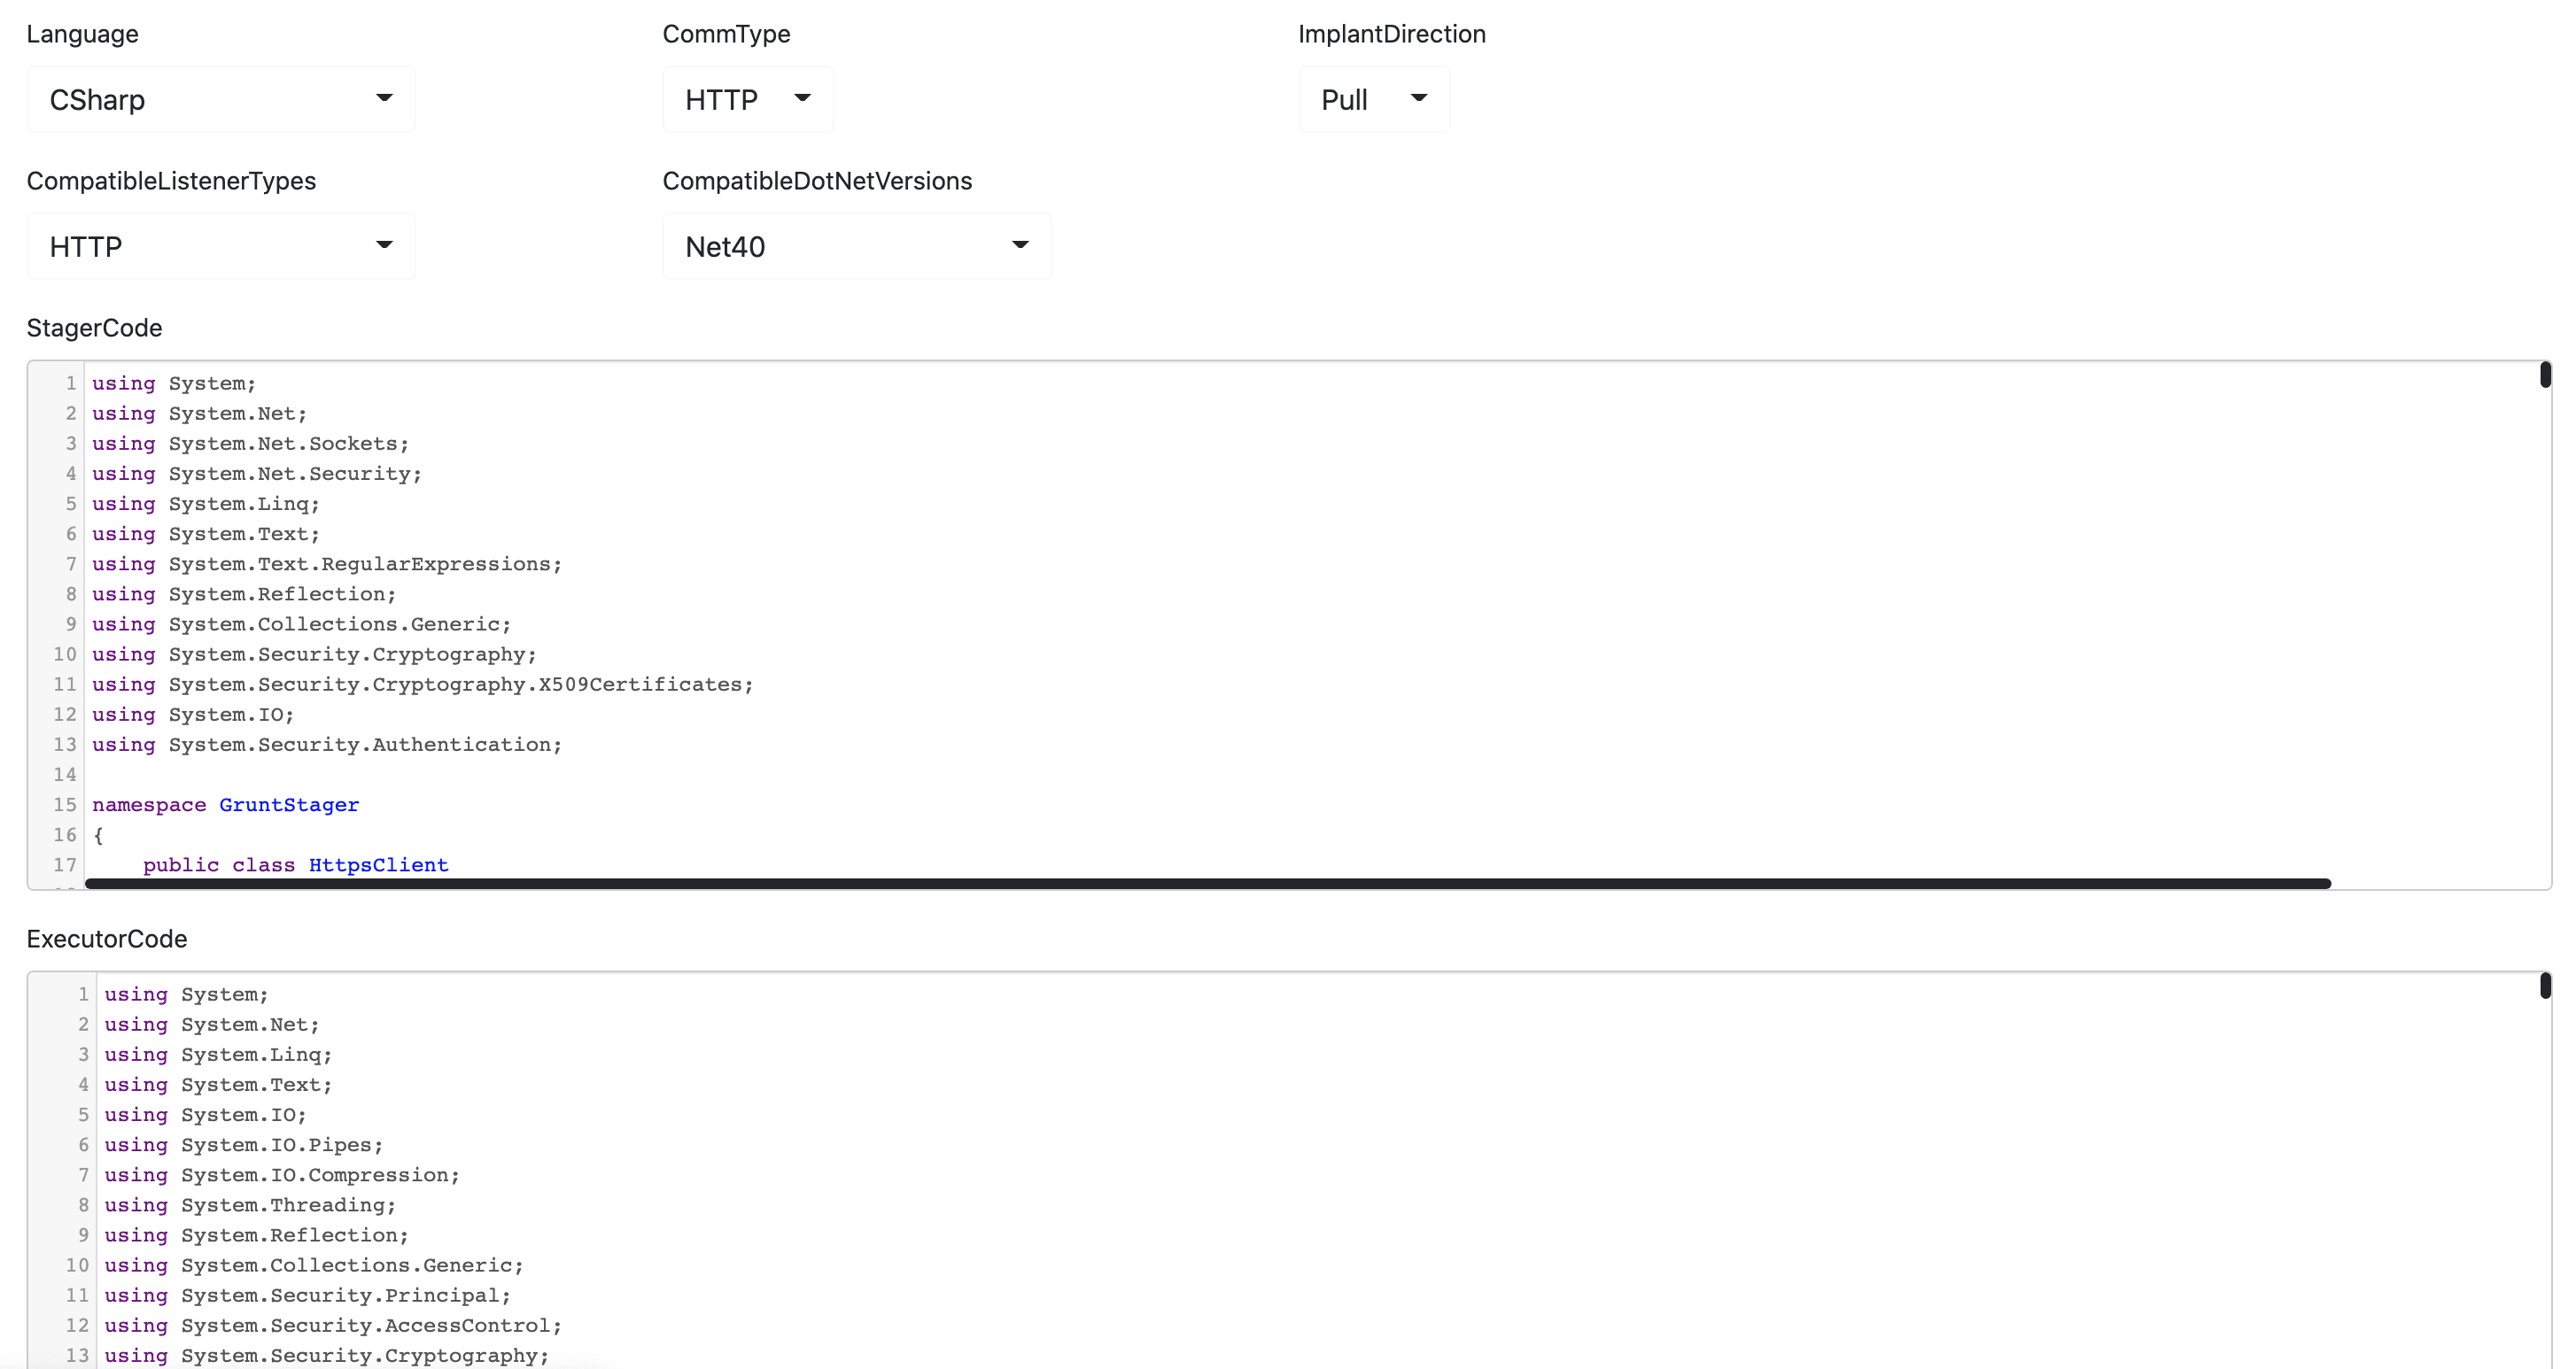 Language CommType ImplantDirection
CSharp HTTP Pull
CompatibleListenerTypes CompatibleDotNetVersions
HTTP Net40
StagerCode
1 using System;
2 using System.Net;
3 using System.Net.Sockets;
4 using System.Net.Security;
5 using System.Linq;
6 using System.Text;
7 using System.Text.RegularExpressions;
8 using System.Reflection;
9 using System.Collections.Generic;
10 using System.Security.Cryptography;
11 using System.Security.Cryptography.X509Certificates;
12 using System.IO;
13 using System.Security.Authentication;
14
15 namespace GruntStager
16 {
17     public class HttpsClient
ExecutorCode
1 using System;
2 using System.Net;
3 using System.Linq;
4 using System.Text;
5 using System.IO;
6 using System.IO.Pipes;
7 using System.IO.Compression;
8 using System.Threading;
9 using System.Reflection;
10 using System.Collections.Generic;
11 using System.Security.Principal;
12 using System.Security.AccessControl;
13 using System.Security.Cryptography;